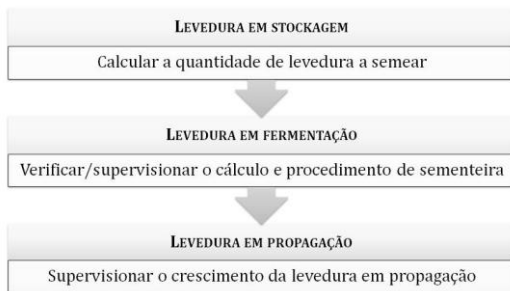 LEVEDURA EM STOCKAGEM
Calcular a quantidade de levedura a semear
LEVEDURA EM FERMENTAÇÃO
Verificar/supervisionar o cálculo e procedimento de sementeira
LEVEDURA EM PROPAGAÇÃO
Supervisionar o crescimento da levedura em propagação